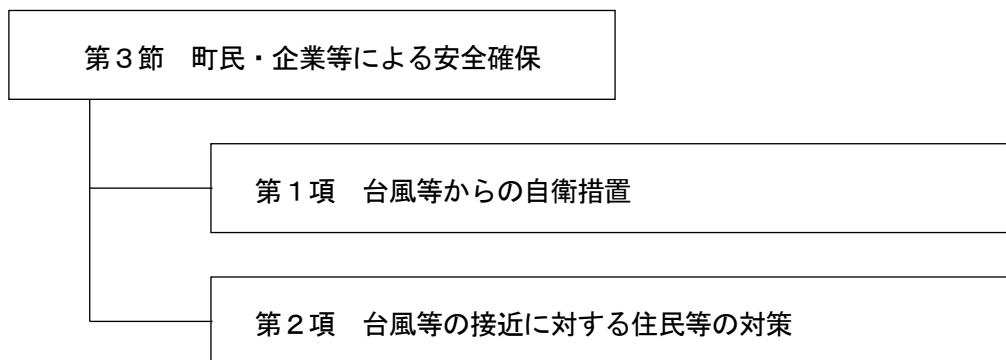 第３節　町民・企業等による安全確保
第１項　台風等からの自衛措置
第２項　台風等の接近に対する住民等の対策